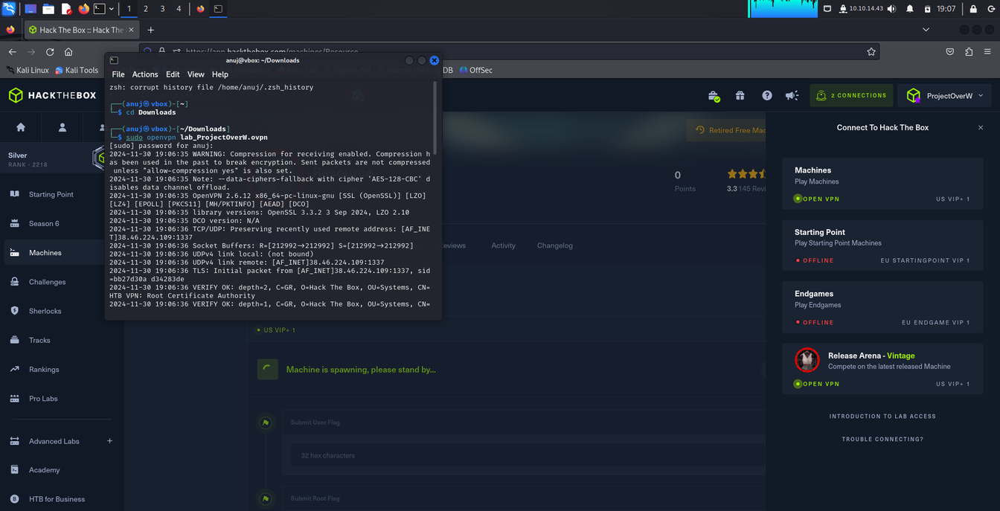 1 2 3 4
10.10.14.43
19:07
Hack The Box :: Hack The
https://app.hackthebox.com/machines/Resource
Kali Linux
Kali Tools
DB
OffSec
anuj@vbox: ~/Downloads
File Actions Edit View Help
zsh: corrupt history file /home/anuj/.zsh_history
┌──(anuj㉿vbox)-[~]
└─$ cd Downloads
┌──(anuj㉿vbox)-[~/Downloads]
└─$ sudo openvpn lab_ProjectOverW.ovpn
[sudo] password for anuj:
2024-11-30 19:06:35 WARNING: Compression for receiving enabled. Compression h
as been used in the past to break encryption. Sent packets are not compressed
unless "allow-compression yes" is also set.
2024-11-30 19:06:35 Note: --data-ciphers-fallback with cipher 'AES-128-CBC' d
isables data channel offload.
2024-11-30 19:06:35 OpenVPN 2.6.12 x86_64-pc-linux-gnu [SSL (OpenSSL)] [LZO]
[LZ4] [EPOLL] [PKCS11] [MH/PKTINFO] [AEAD] [DCO]
2024-11-30 19:06:35 library versions: OpenSSL 3.3.2 3 Sep 2024, LZO 2.10
2024-11-30 19:06:36 DCO version: N/A
2024-11-30 19:06:36 TCP/UDP: Preserving recently used remote address: [AF_INE
T]38.46.224.109:1337
2024-11-30 19:06:36 Socket Buffers: R=[212992→212992] S=[212992→212992]
2024-11-30 19:06:36 UDPv4 link local: (not bound)
2024-11-30 19:06:36 UDPv4 link remote: [AF_INET]38.46.224.109:1337
2024-11-30 19:06:36 TLS: Initial packet from [AF_INET]38.46.224.109:1337, sid
=bb27d30a d34283de
2024-11-30 19:06:36 VERIFY OK: depth=2, C=GR, O=Hack The Box, OU=Systems, CN=
HTB VPN: Root Certificate Authority
2024-11-30 19:06:36 VERIFY OK: depth=1, C=GR, O=Hack The Box, OU=Systems, CN=
HACKTHEBOX
2 CONNECTIONS
ProjectOverW
Silver
RANK - 2218
Starting Point
Season 6
Machines
Challenges
Sherlocks
Tracks
Rankings
Pro Labs
Advanced Labs +
Academy
HTB for Business
Retired Free Mac
0
Points
3.3 145 Revi
eviews
Activity
Changelog
US VIP+ 1
Machine is spawning, please stand by...
Submit User Flag
32 hex characters
Submit Root Flag
Connect To Hack The Box
Machines
Play Machines
OPEN VPN
US VIP+ 1
Starting Point
Play Starting Point Machines
OFFLINE
EU STARTINGPOINT VIP 1
Endgames
Play Endgames
OFFLINE
EU ENDGAME VIP 1
Release Arena - Vintage
Compete on the latest released Machine
OPEN VPN
US VIP+ 1
INTRODUCTION TO LAB ACCESS
TROUBLE CONNECTING?